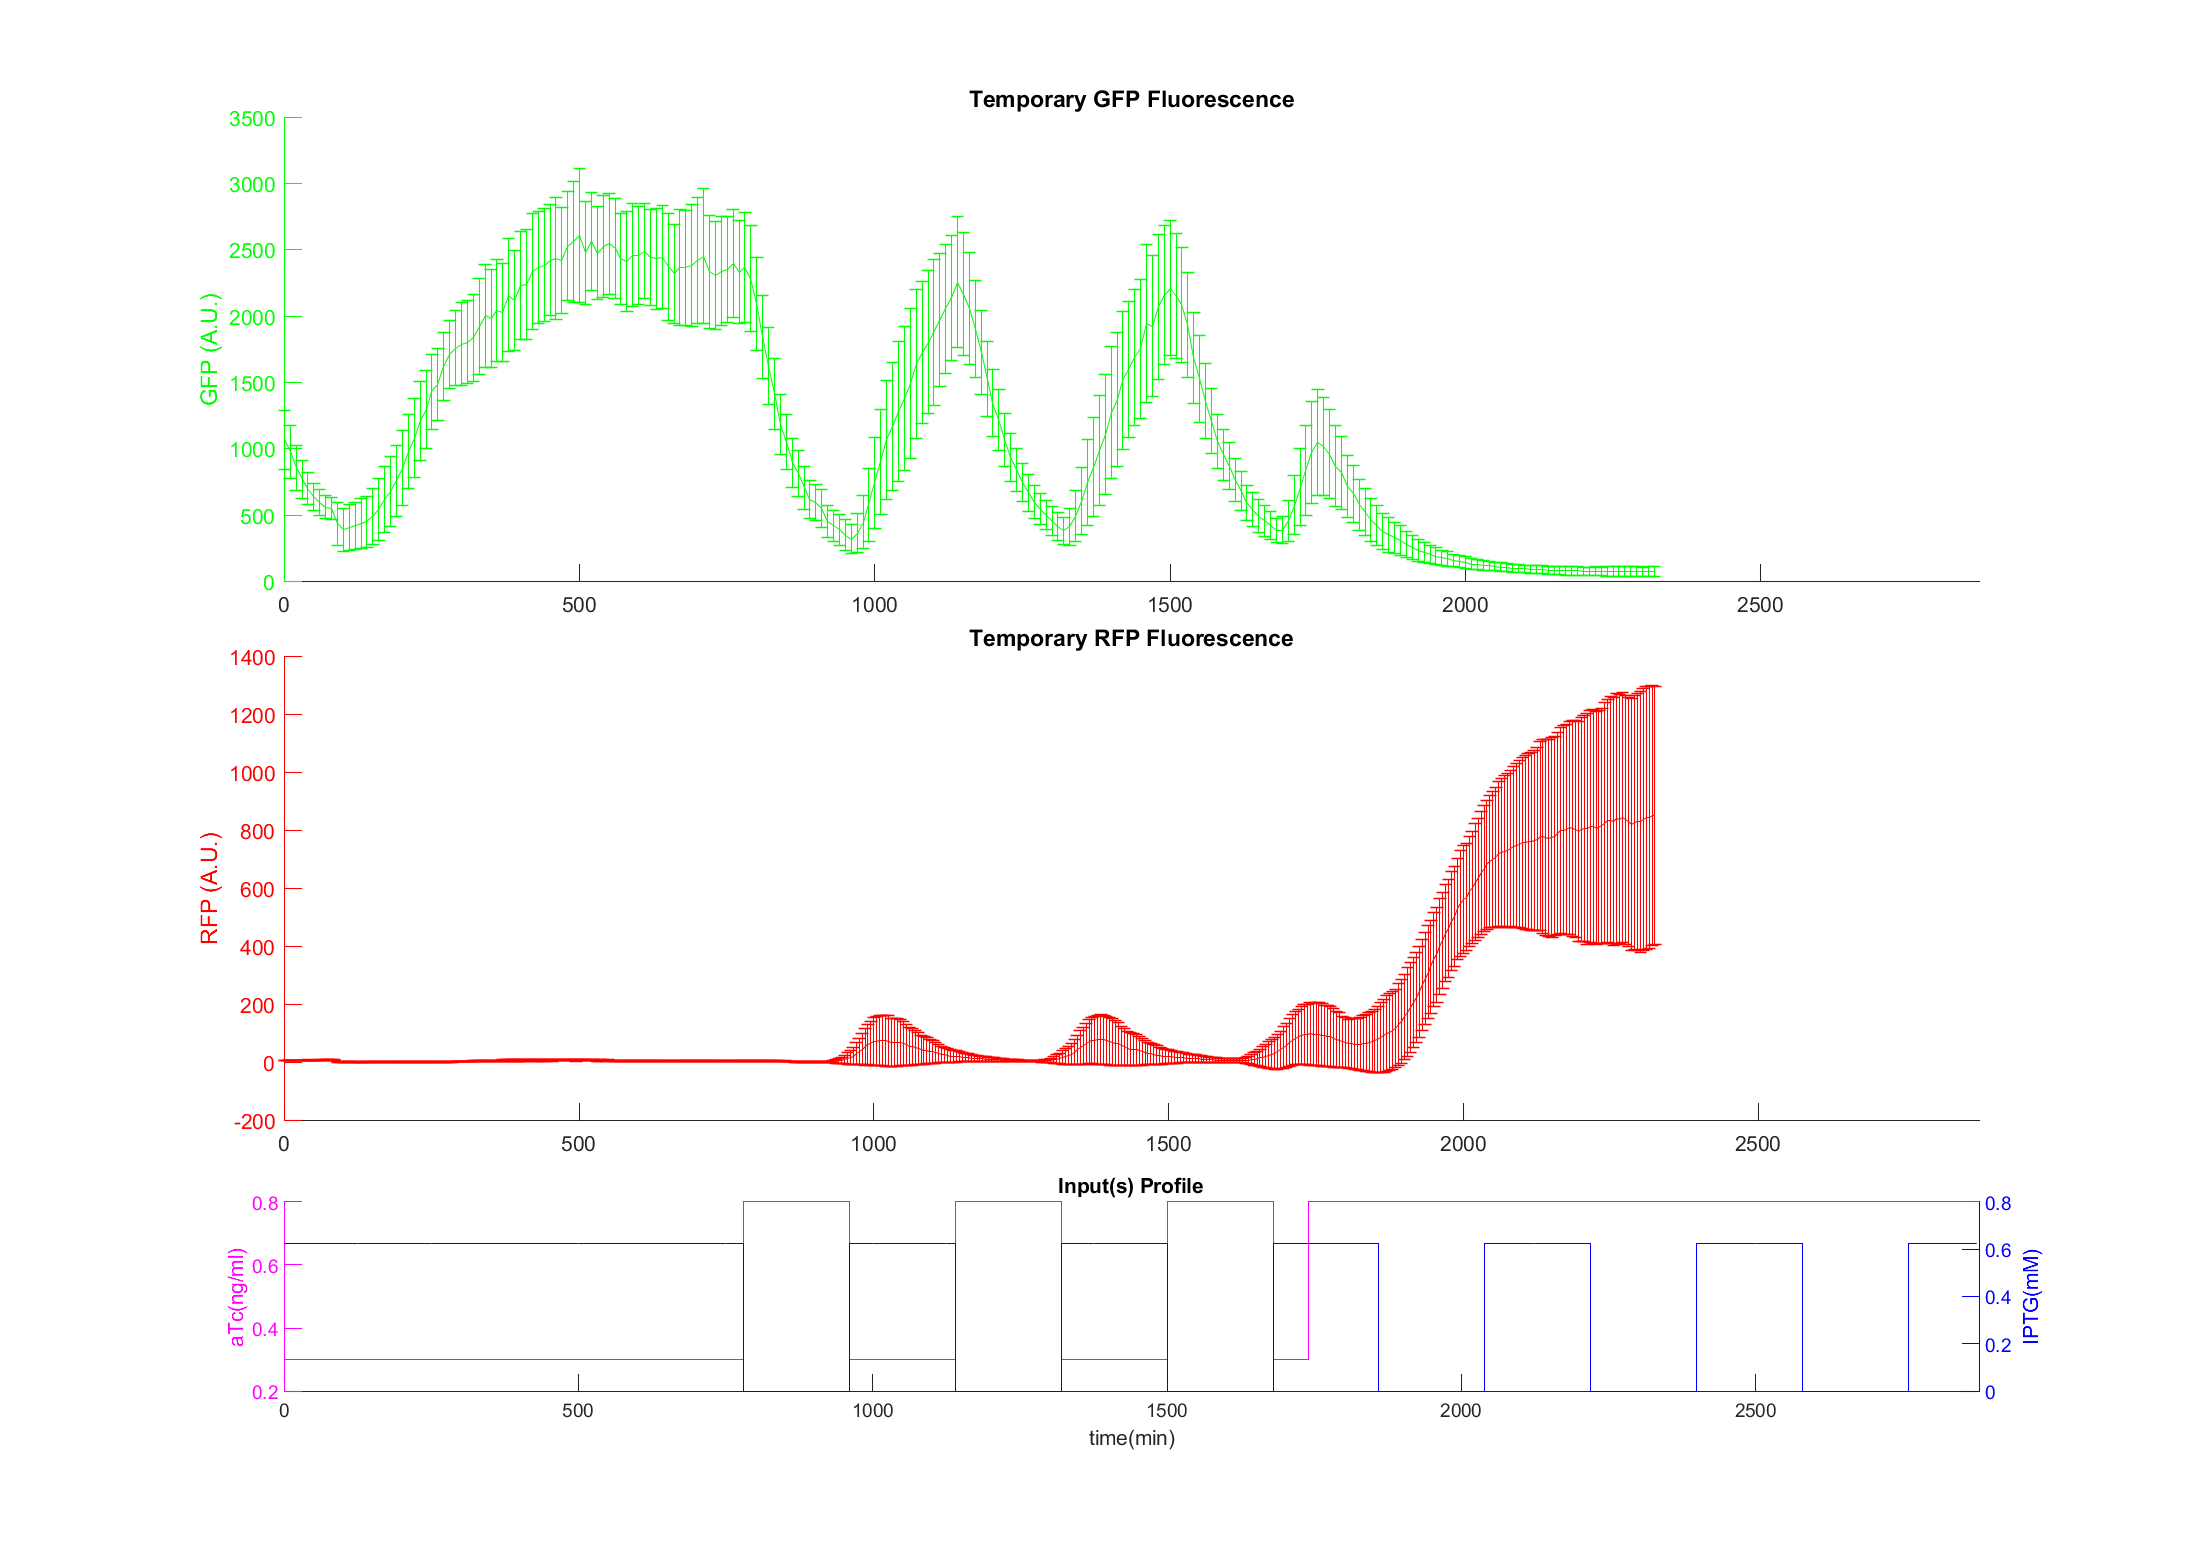 Temporary GFP Fluorescence
GFP (A.U.)
3500
3000
2500
2000
1500
1000
500
0
0 500 1000 1500 2000 2500
Temporary RFP Fluorescence
RFP (A.U.)
1400
1200
1000
800
600
400
200
0
-200
0 500 1000 1500 2000 2500
Input(s) Profile
aTc(ng/ml)
0.8
0.6
0.4
0.2
0.8
0.6
0.4
0.2
0
IPTG(mM)
0 500 1000 1500 2000 2500
time(min)